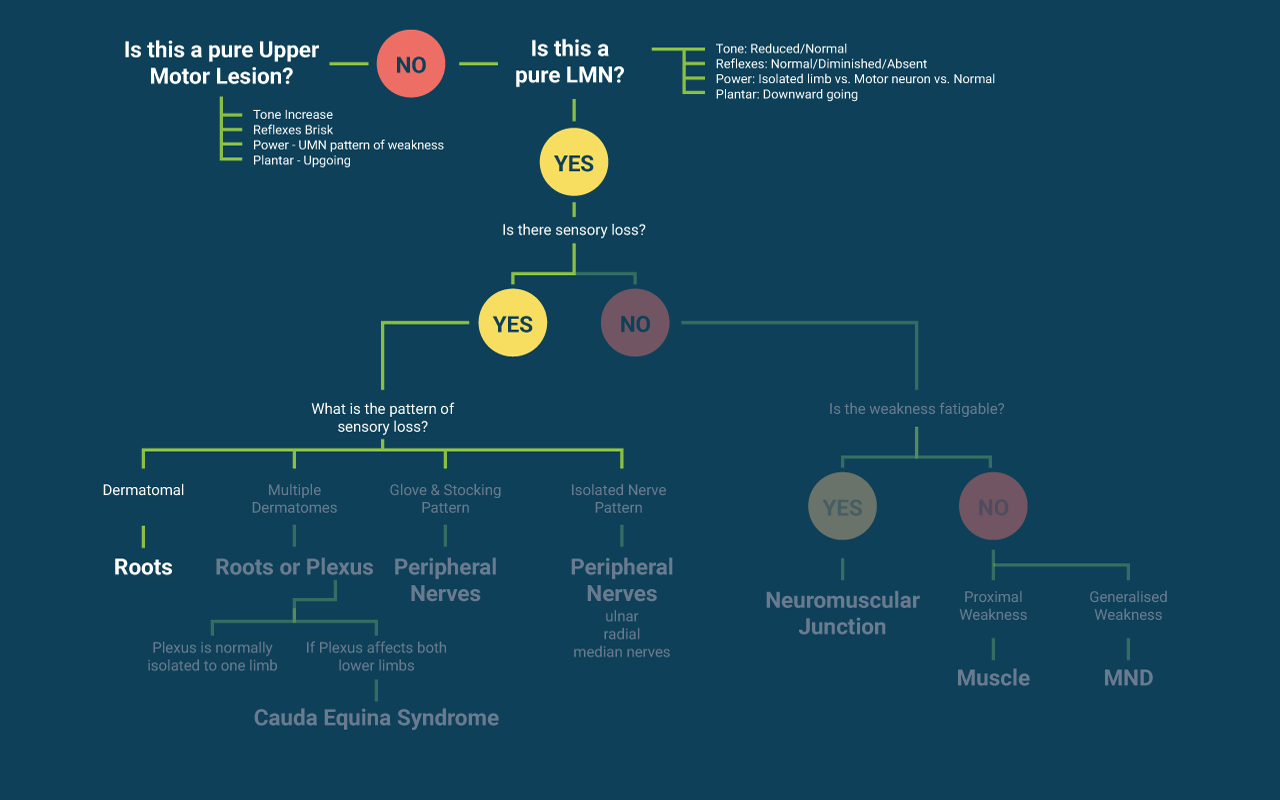 Is this a pure Upper
Motor Lesion?
NO
Is this a
pure LMN?
Tone: Reduced/Normal
Reflexes: Normal/Diminished/Absent
Power: Isolated limb vs. Motor neuron vs. Normal
Plantar: Downward going
Tone Increase
Reflexes Brisk
Power - UMN pattern of weakness
Plantar - Upgoing
YES
Is there sensory loss?
YES
NO
What is the pattern of
sensory loss?
Is the weakness fatigable?
Dermatomal
Multiple
Dermatomes
Glove & Stocking
Pattern
Isolated Nerve
Pattern
YES
NO
Roots
Roots or Plexus
Peripheral
Nerves
Peripheral
Nerves
ulnar
radial
median nerves
Neuromuscular
Junction
Proximal
Weakness
Generalised
Weakness
Plexus is normally
isolated to one limb
If Plexus affects both
lower limbs
Muscle
MND
Cauda Equina Syndrome